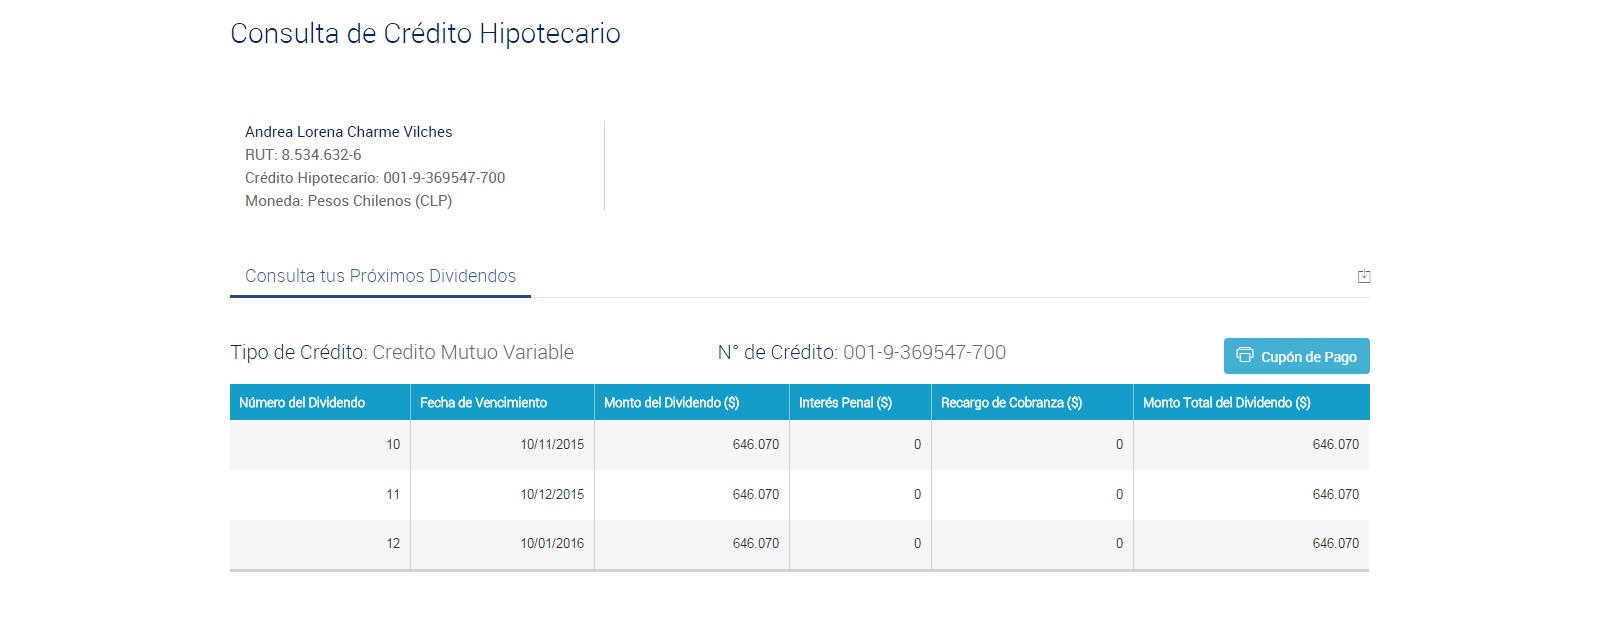 Consulta de Crédito Hipotecario
Andrea Lorena Charme Vilches
RUT: 8.534.632-6
Crédito Hipotecario: 001-9-369547-700
Moneda: Pesos Chilenos (CLP)
Consulta tus Próximos Dividendos
Tipo de Crédito: Credito Mutuo Variable N° de Crédito: 001-9-369547-700 Cupón de Pago
Número del Dividendo Fecha de Vencimiento Monto del Dividendo ($) Interés Penal ($) Recargo de Cobranza ($) Monto Total del Dividendo ($)
10 10/11/2015 646.070 0 0 646.070
11 10/12/2015 646.070 0 0 646.070
12 10/01/2016 646.070 0 0 646.070